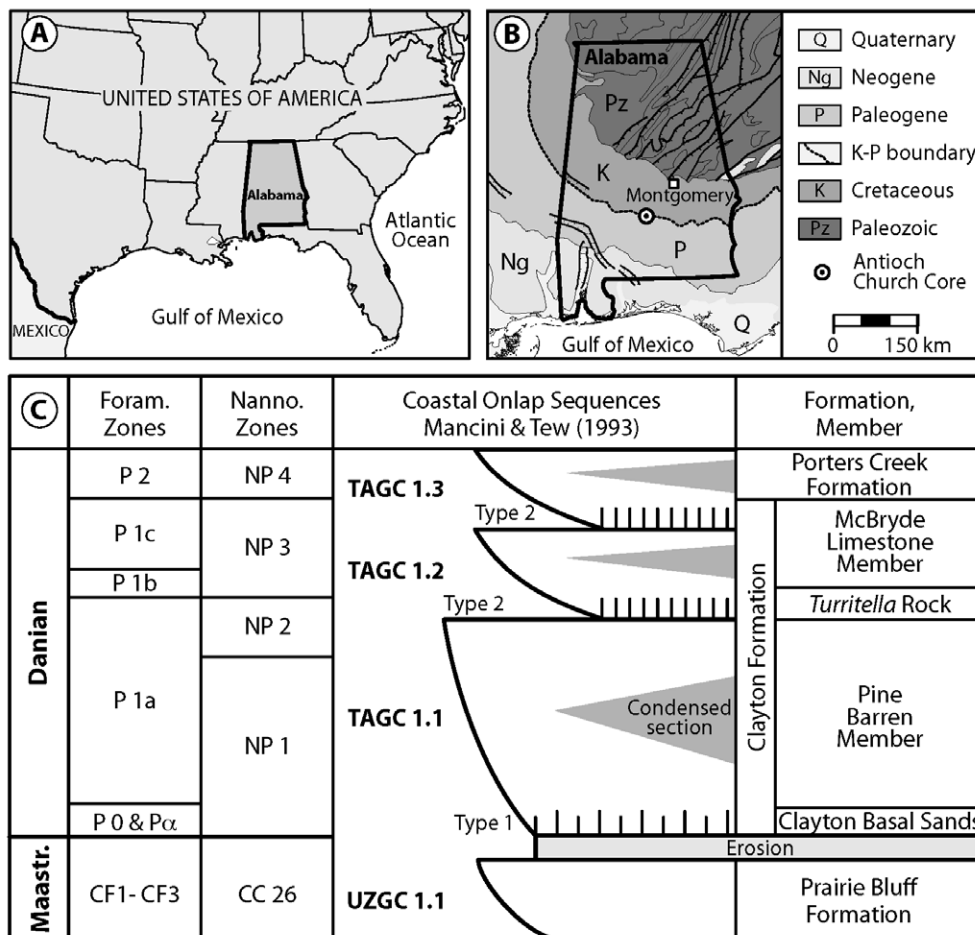 A
UNITED STATES OF AMERICA
Alabama
Atlantic
Ocean
Gulf of Mexico
MEXICO
B
Alabama
Pz
K
Montgomery
P
Ng
Q
Gulf of Mexico
Q Quaternary
Ng Neogene
P Paleogene
K-P boundary
K Cretaceous
Pz Paleozoic
Antioch
Church Core
0 150 km
C
Foram.
Zones
Nanno.
Zones
Coastal Onlap Sequences
Mancini & Tew (1993)
Formation,
Member
Danian
Maastr.
P 2
P 1c
P 1b
P 1a
P 0 & Pα
CF1- CF3
NP 4
NP 3
NP 2
NP 1
CC 26
TAGC 1.3
Type 2
TAGC 1.2
Type 2
TAGC 1.1
Condensed
section
Type 1
Erosion
UZGC 1.1
Clayton Formation
Porters Creek
Formation
McBryde
Limestone
Member
Turritella Rock
Pine
Barren
Member
Clayton Basal Sands
Prairie Bluff
Formation